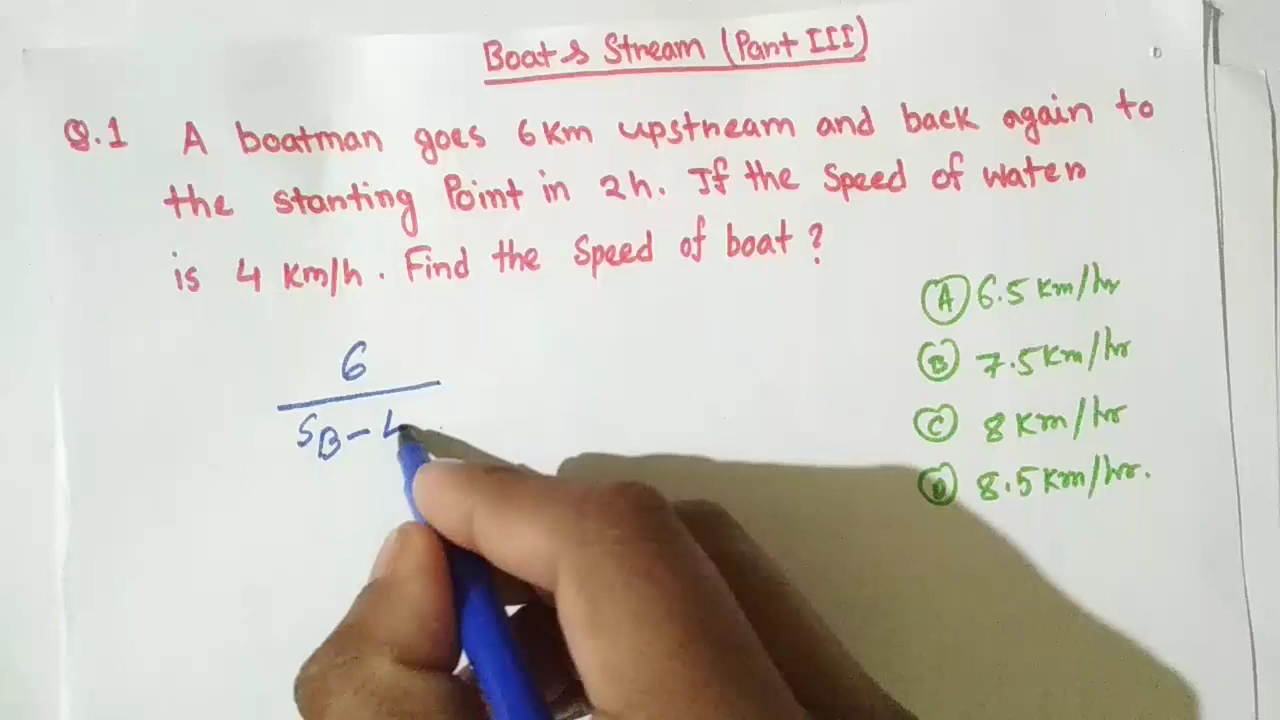 Boat & Stream (Part III)
Q.1 A boatman goes 6 Km upstream and back again to
the starting Point in 2h. If the Speed of water
is 4 Km/h. Find the Speed of boat?
(A) 6.5 Km/hr
(B) 7.5 Km/hr
(C) 8 Km/hr
(D) 8.5 Km/hr.
6
S_B - 4